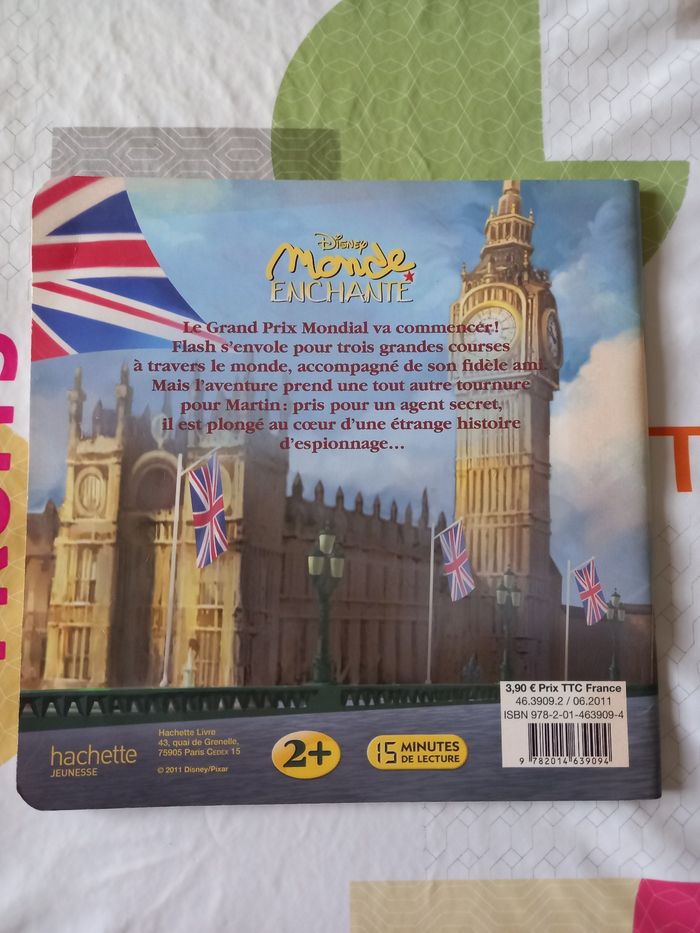 Disney
Monde
ENCHANTÉ
Le Grand Prix Mondial va commencer !
Flash s'envole pour trois grandes courses
à travers le monde, accompagné de son fidèle ami.
Mais l'aventure prend une tout autre tournure
pour Martin : pris pour un agent secret,
il est plongé au cœur d'une étrange histoire
d'espionnage…
hachette
JEUNESSE
Hachette Livre
43, quai de Grenelle,
75905 Paris CEDEX 15
© 2011 Disney/Pixar
2+
15 MINUTES
DE LECTURE
3,90 € Prix TTC France
46.3909.2 / 06.2011
ISBN 978-2-01-463909-4
9 782014 639094